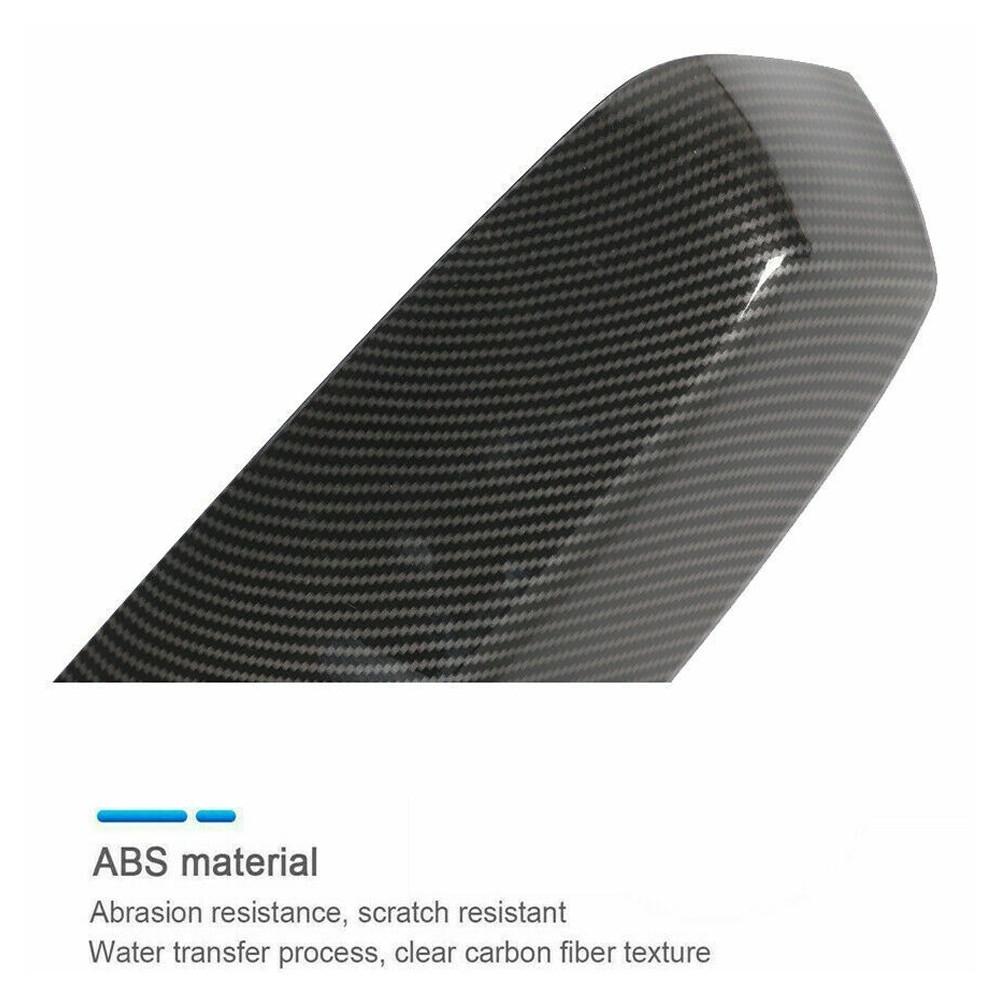 ABS material
Abrasion resistance, scratch resistant
Water transfer process, clear carbon fiber texture